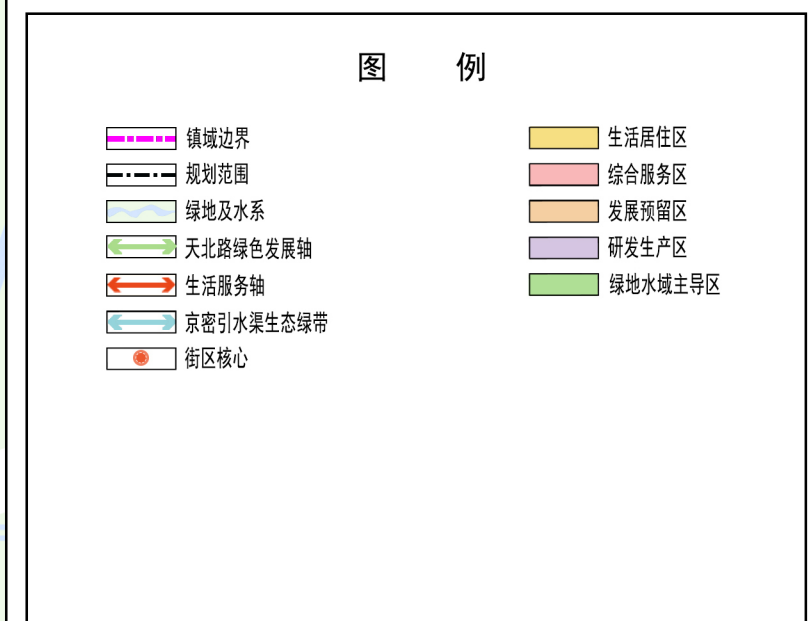 图 例
镇域边界
规划范围
绿地及水系
天北路绿色发展轴
生活服务轴
京密引水渠生态绿带
街区核心
生活居住区
综合服务区
发展预留区
研发生产区
绿地水域主导区